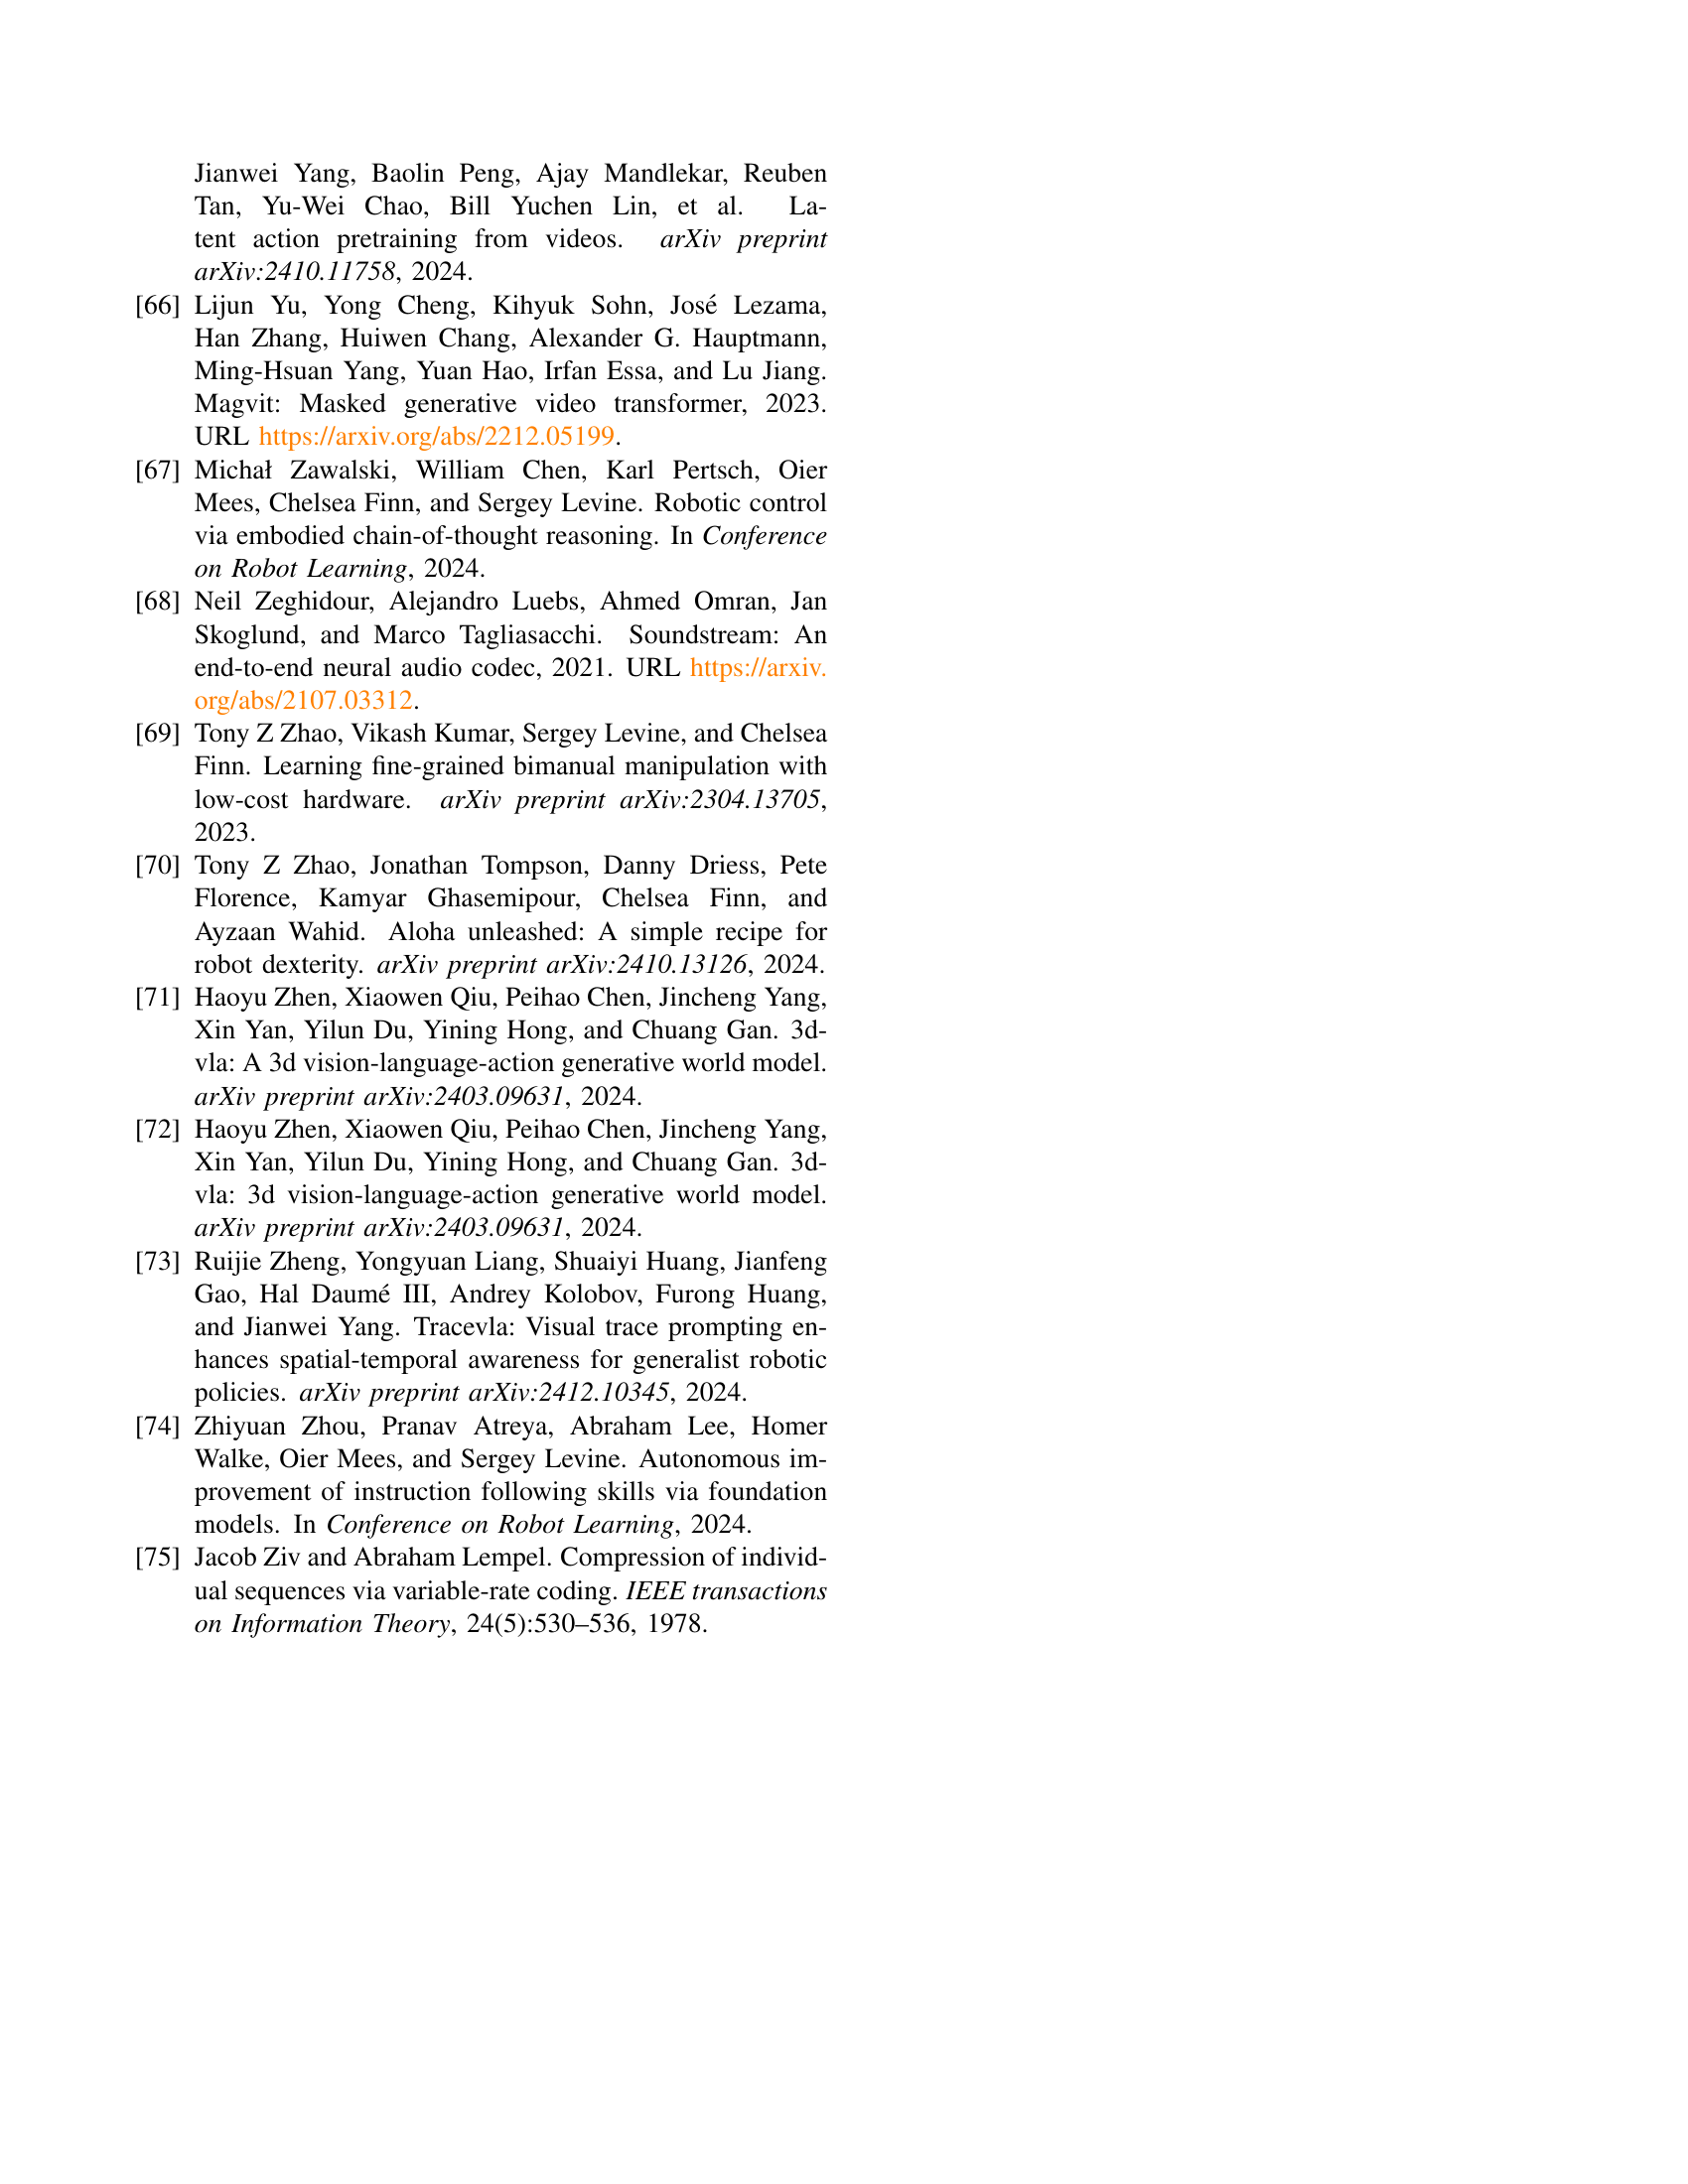 Jianwei Yang, Baolin Peng, Ajay Mandlekar, Reuben
Tan, Yu-Wei Chao, Bill Yuchen Lin, et al. La-
tent action pretraining from videos. arXiv preprint
arXiv:2410.11758, 2024.
[66] Lijun Yu, Yong Cheng, Kihyuk Sohn, José Lezama,
Han Zhang, Huiwen Chang, Alexander G. Hauptmann,
Ming-Hsuan Yang, Yuan Hao, Irfan Essa, and Lu Jiang.
Magvit: Masked generative video transformer, 2023.
URL https://arxiv.org/abs/2212.05199.
[67] Michał Zawalski, William Chen, Karl Pertsch, Oier
Mees, Chelsea Finn, and Sergey Levine. Robotic control
via embodied chain-of-thought reasoning. In Conference
on Robot Learning, 2024.
[68] Neil Zeghidour, Alejandro Luebs, Ahmed Omran, Jan
Skoglund, and Marco Tagliasacchi. Soundstream: An
end-to-end neural audio codec, 2021. URL https://arxiv.
org/abs/2107.03312.
[69] Tony Z Zhao, Vikash Kumar, Sergey Levine, and Chelsea
Finn. Learning fine-grained bimanual manipulation with
low-cost hardware. arXiv preprint arXiv:2304.13705,
2023.
[70] Tony Z Zhao, Jonathan Tompson, Danny Driess, Pete
Florence, Kamyar Ghasemipour, Chelsea Finn, and
Ayzaan Wahid. Aloha unleashed: A simple recipe for
robot dexterity. arXiv preprint arXiv:2410.13126, 2024.
[71] Haoyu Zhen, Xiaowen Qiu, Peihao Chen, Jincheng Yang,
Xin Yan, Yilun Du, Yining Hong, and Chuang Gan. 3d-
vla: A 3d vision-language-action generative world model.
arXiv preprint arXiv:2403.09631, 2024.
[72] Haoyu Zhen, Xiaowen Qiu, Peihao Chen, Jincheng Yang,
Xin Yan, Yilun Du, Yining Hong, and Chuang Gan. 3d-
vla: 3d vision-language-action generative world model.
arXiv preprint arXiv:2403.09631, 2024.
[73] Ruijie Zheng, Yongyuan Liang, Shuaiyi Huang, Jianfeng
Gao, Hal Daumé III, Andrey Kolobov, Furong Huang,
and Jianwei Yang. Tracevla: Visual trace prompting en-
hances spatial-temporal awareness for generalist robotic
policies. arXiv preprint arXiv:2412.10345, 2024.
[74] Zhiyuan Zhou, Pranav Atreya, Abraham Lee, Homer
Walke, Oier Mees, and Sergey Levine. Autonomous im-
provement of instruction following skills via foundation
models. In Conference on Robot Learning, 2024.
[75] Jacob Ziv and Abraham Lempel. Compression of individ-
ual sequences via variable-rate coding. IEEE transactions
on Information Theory, 24(5):530–536, 1978.